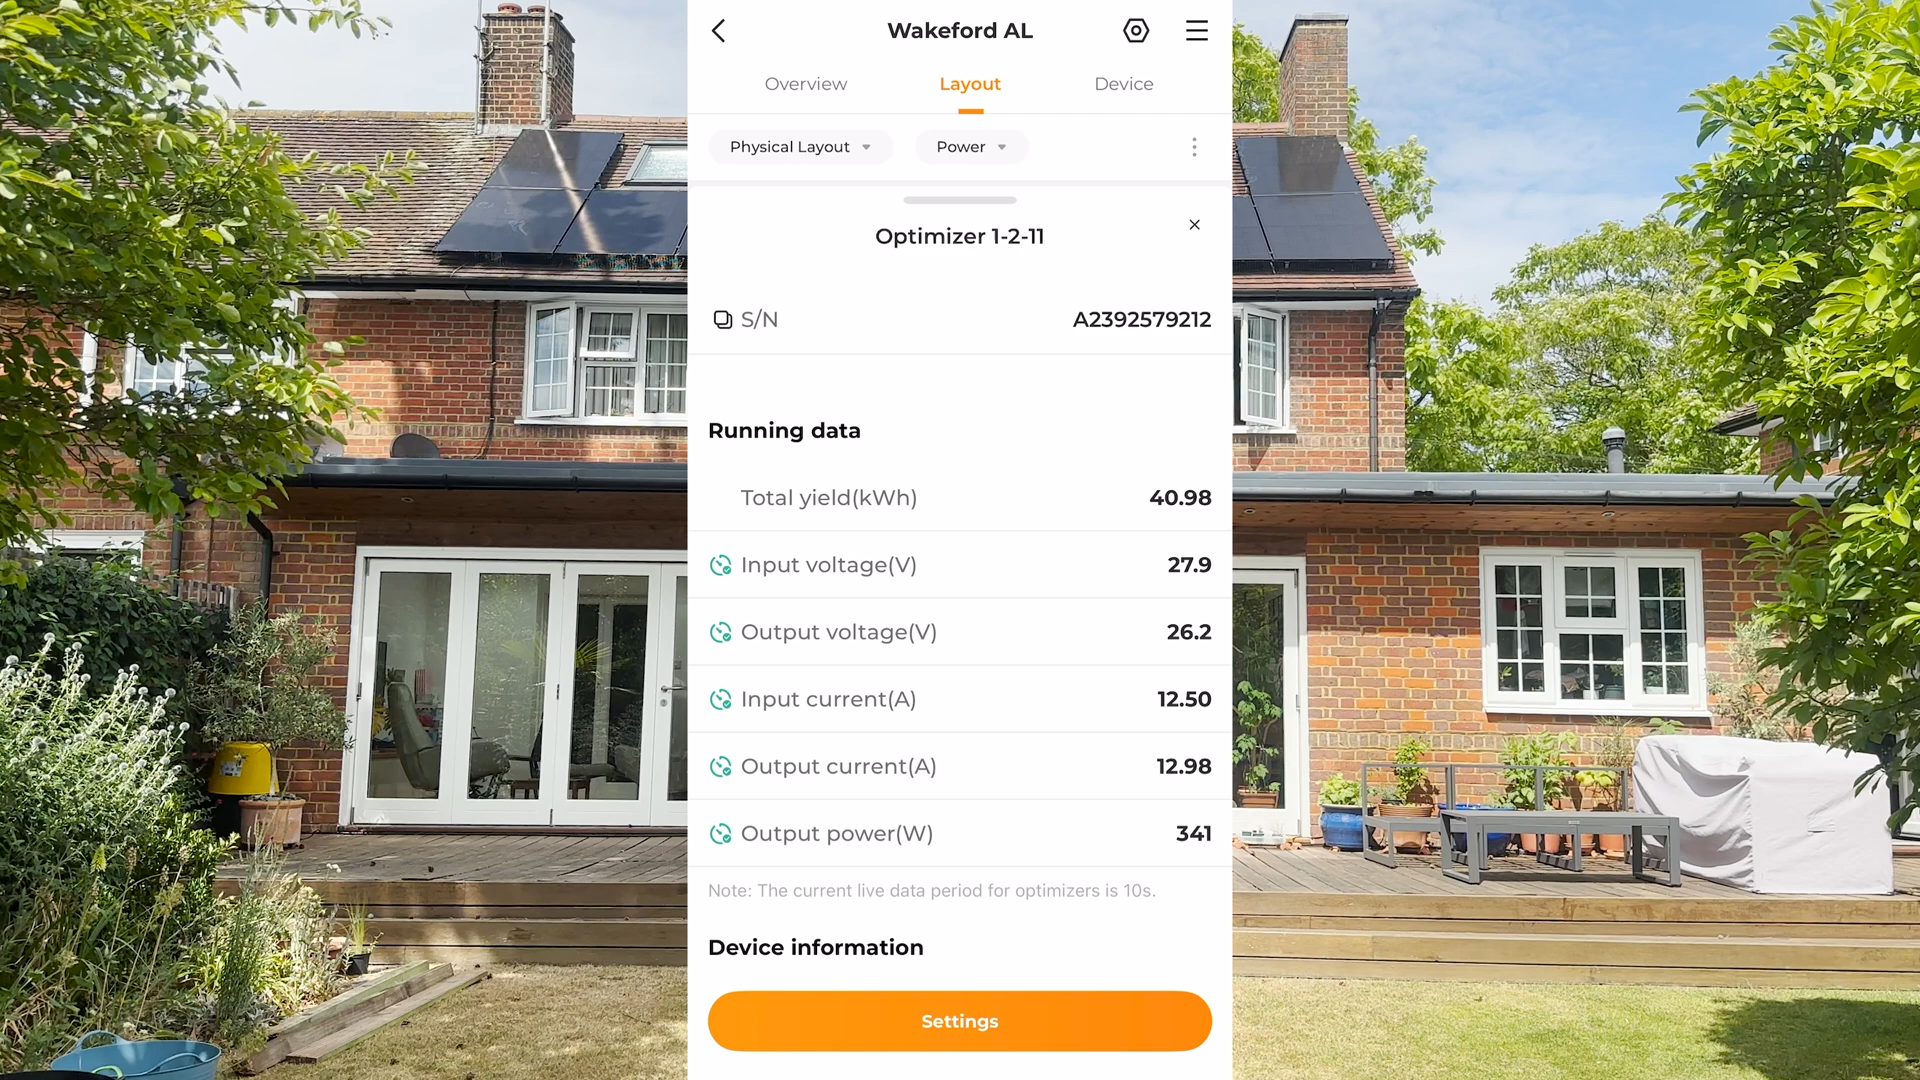 Wakeford AL
Overview Layout Device
Physical Layout Power
Optimizer 1-2-11
S/N A2392579212
Running data
Total yield(kWh) 40.98
Input voltage(V) 27.9
Output voltage(V) 26.2
Input current(A) 12.50
Output current(A) 12.98
Output power(W) 341
Note: The current live data period for optimizers is 10s.
Device information
Settings